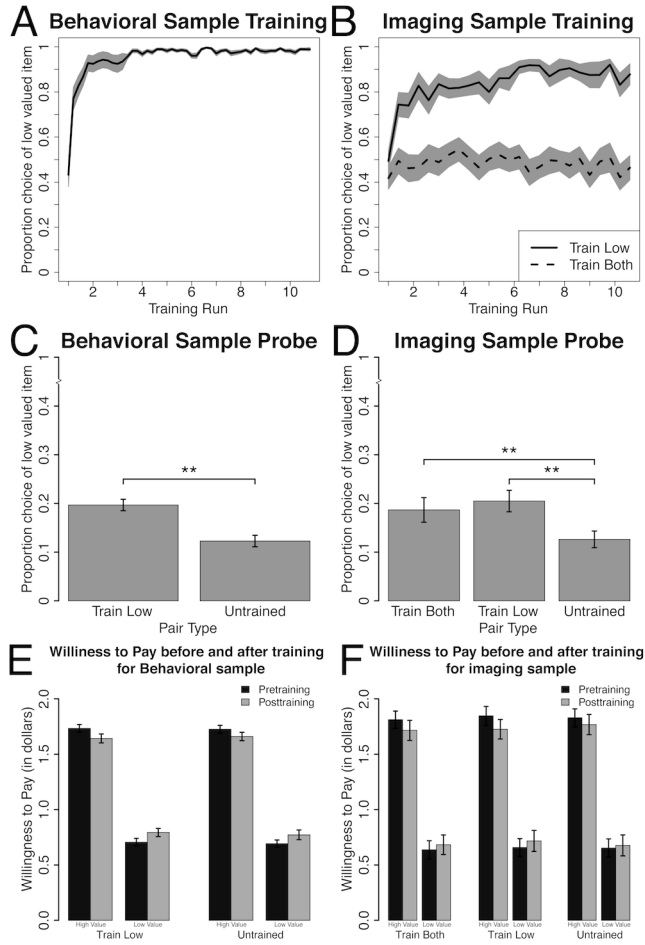 A Behavioral Sample Training
Proportion choice of low valued item
0 0.2 0.4 0.6 0.8 1
2 4 6 8 10
Training Run
B Imaging Sample Training
Proportion choice of low valued item
0 0.2 0.4 0.6 0.8 1
Train Low
Train Both
2 4 6 8 10
Training Run
C Behavioral Sample Probe
Proportion choice of low valued item
0 0.1 0.2 0.3 0.4 1
**
Train Low Untrained
Pair Type
D Imaging Sample Probe
Proportion choice of low valued item
0 0.1 0.2 0.3 0.4 1
**
**
Train Both Train Low Untrained
Pair Type
E Williness to Pay before and after training
for Behavioral sample
Pretraining
Posttraining
Willingness to Pay (in dollars)
0.0 0.5 1.0 1.5 2.0
High Value Low Value High Value Low Value
Train Low Untrained
F Williness to Pay before and after training
for imaging sample
Pretraining
Posttraining
Willingness to Pay (in dollars)
0.0 0.5 1.0 1.5 2.0
High Value Low Value High Value Low Value High Value Low Value
Train Both Train Low Untrained